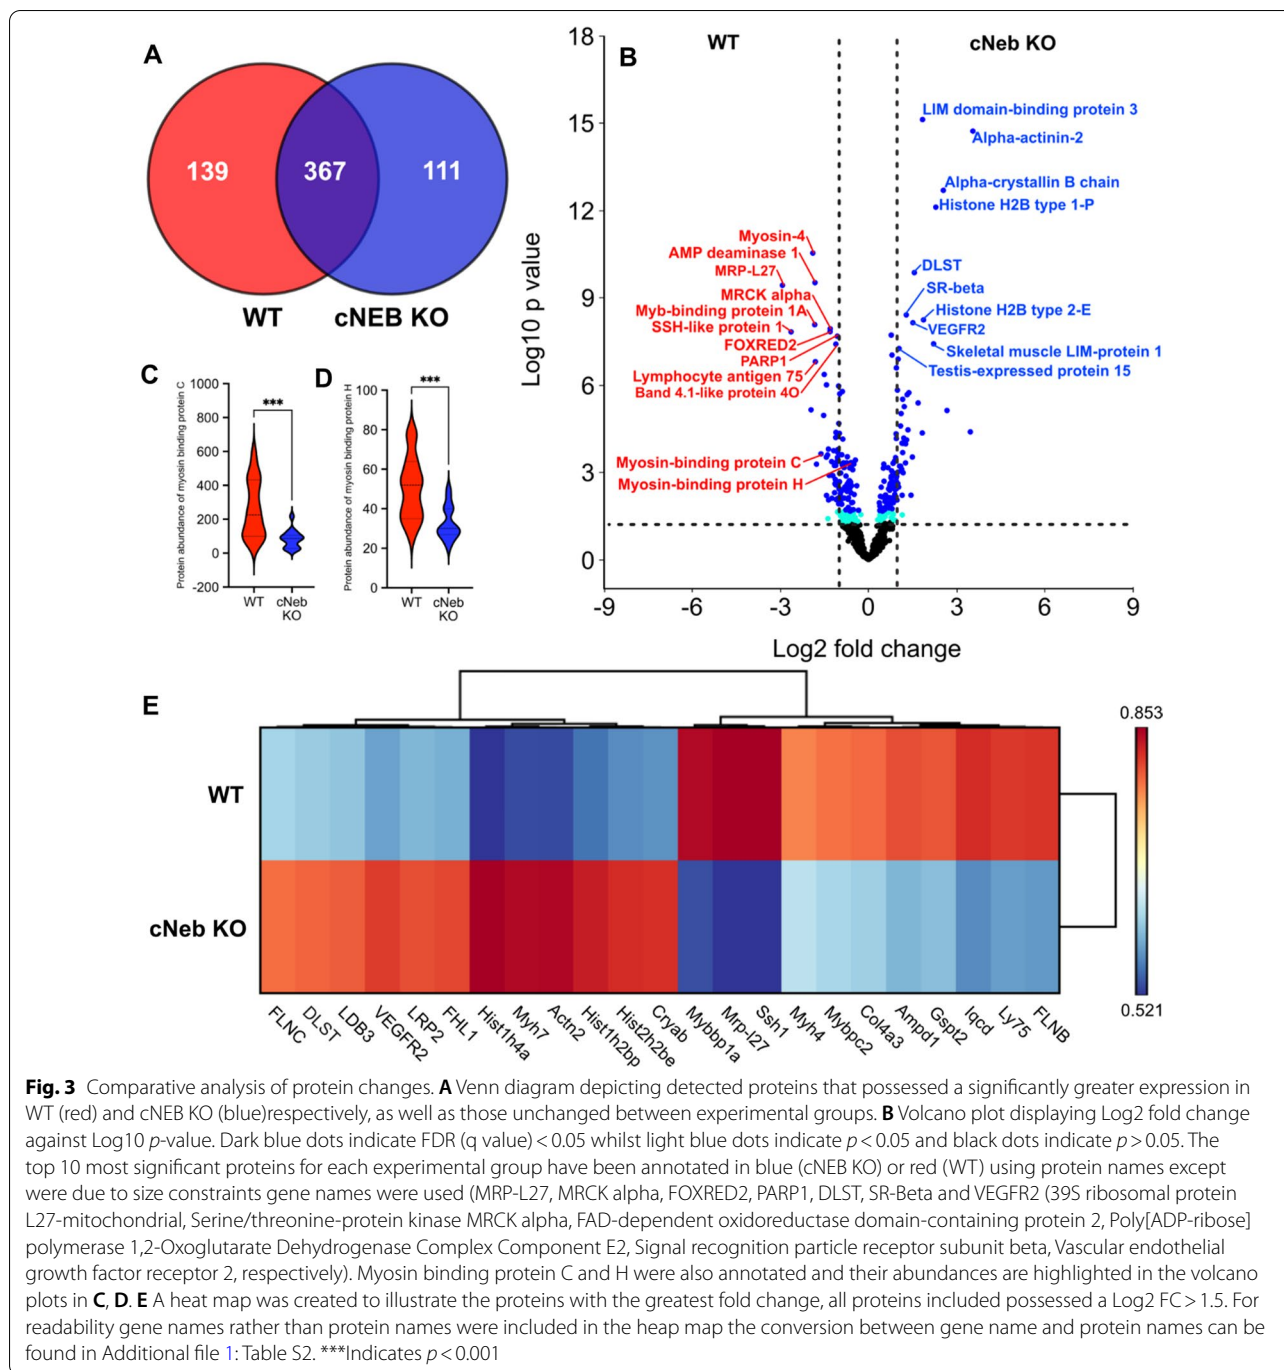 A
139
367
111
WT
cNEB KO
B
WT
cNeb KO
18
15
12
9
6
3
0
Log10 p value
-9
-6
-3
0
3
6
9
Log2 fold change
LIM domain-binding protein 3
Alpha-actinin-2
Alpha-crystallin B chain
Histone H2B type 1-P
DLST
SR-beta
Histone H2B type 2-E
VEGFR2
Skeletal muscle LIM-protein 1
Testis-expressed protein 15
Myosin-4
AMP deaminase 1
MRP-L27
MRCK alpha
Myb-binding protein 1A
SSH-like protein 1
FOXRED2
PARP1
Lymphocyte antigen 75
Band 4.1-like protein 4O
Myosin-binding protein C
Myosin-binding protein H
C
Protein abundance of myosin binding protein C
1000
800
600
400
200
0
-200
***
WT
cNeb
KO
D
Protein abundance of myosin binding protein H
100
80
60
40
20
0
***
WT
cNeb
KO
E
WT
cNeb KO
0.853
0.521
FLNC
DLST
LDB3
VEGFR2
LRP2
FHL1
Hist1h4a
Myh7
Actn2
Hist1h2bp
Hist2h2be
Cryab
Mybbp1a
Mrp-l27
Ssh1
Myh4
Mybpc2
Col4a3
Ampd1
Gspt2
Iqcd
Ly75
FLNB
Fig. 3 Comparative analysis of protein changes. A Venn diagram depicting detected proteins that possessed a significantly greater expression in
WT (red) and cNEB KO (blue)respectively, as well as those unchanged between experimental groups. B Volcano plot displaying Log2 fold change
against Log10 p-value. Dark blue dots indicate FDR (q value) < 0.05 whilst light blue dots indicate p < 0.05 and black dots indicate p > 0.05. The
top 10 most significant proteins for each experimental group have been annotated in blue (cNEB KO) or red (WT) using protein names except
were due to size constraints gene names were used (MRP-L27, MRCK alpha, FOXRED2, PARP1, DLST, SR-Beta and VEGFR2 (39S ribosomal protein
L27-mitochondrial, Serine/threonine-protein kinase MRCK alpha, FAD-dependent oxidoreductase domain-containing protein 2, Poly[ADP-ribose]
polymerase 1,2-Oxoglutarate Dehydrogenase Complex Component E2, Signal recognition particle receptor subunit beta, Vascular endothelial
growth factor receptor 2, respectively). Myosin binding protein C and H were also annotated and their abundances are highlighted in the volcano
plots in C, D. E A heat map was created to illustrate the proteins with the greatest fold change, all proteins included possessed a Log2 FC > 1.5. For
readability gene names rather than protein names were included in the heap map the conversion between gene name and protein names can be
found in Additional file 1: Table S2. ***Indicates p < 0.001